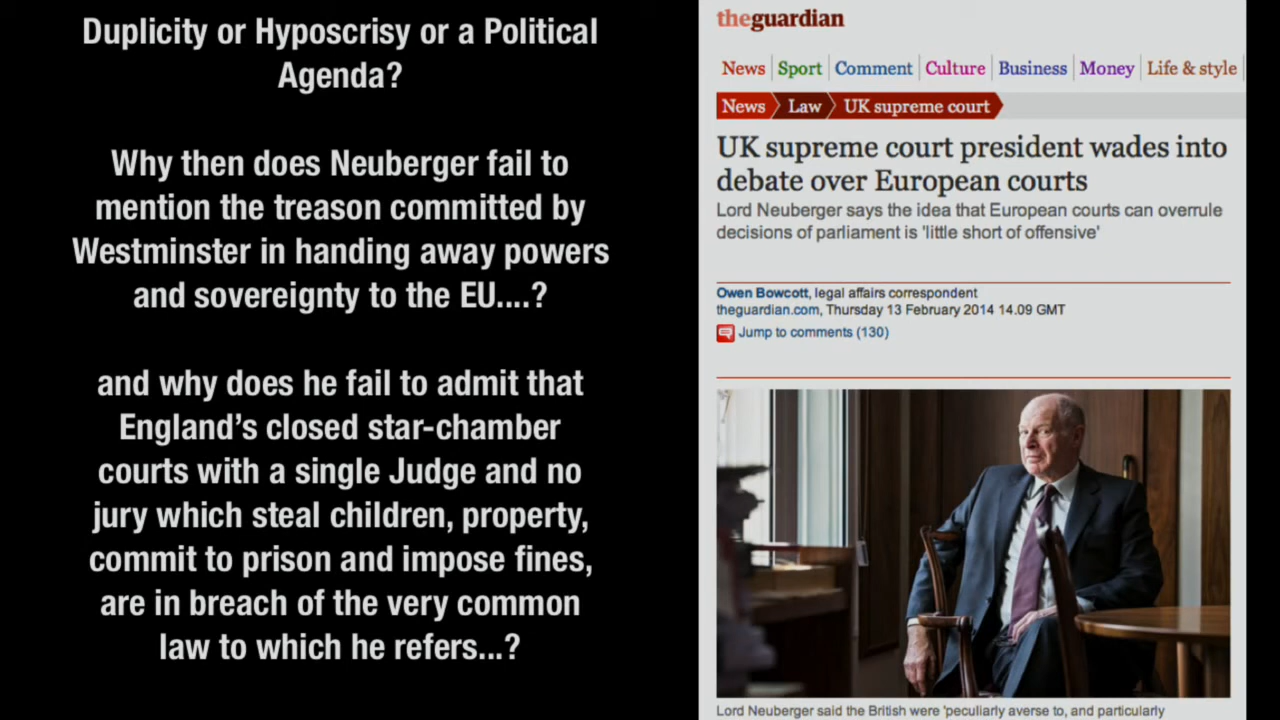 Duplicity or Hyposcrisy or a Political
Agenda?
Why then does Neuberger fail to
mention the treason committed by
Westminster in handing away powers
and sovereignty to the EU....?
and why does he fail to admit that
England's closed star-chamber
courts with a single Judge and no
jury which steal children, property,
commit to prison and impose fines,
are in breach of the very common
law to which he refers...?
theguardian
News Sport Comment Culture Business Money Life & style
News Law UK supreme court
UK supreme court president wades into
debate over European courts
Lord Neuberger says the idea that European courts can overrule
decisions of parliament is 'little short of offensive'
Owen Bowcott, legal affairs correspondent
theguardian.com, Thursday 13 February 2014 14.09 GMT
Jump to comments (130)
Lord Neuberger said the British were 'peculiarly averse to, and particularly